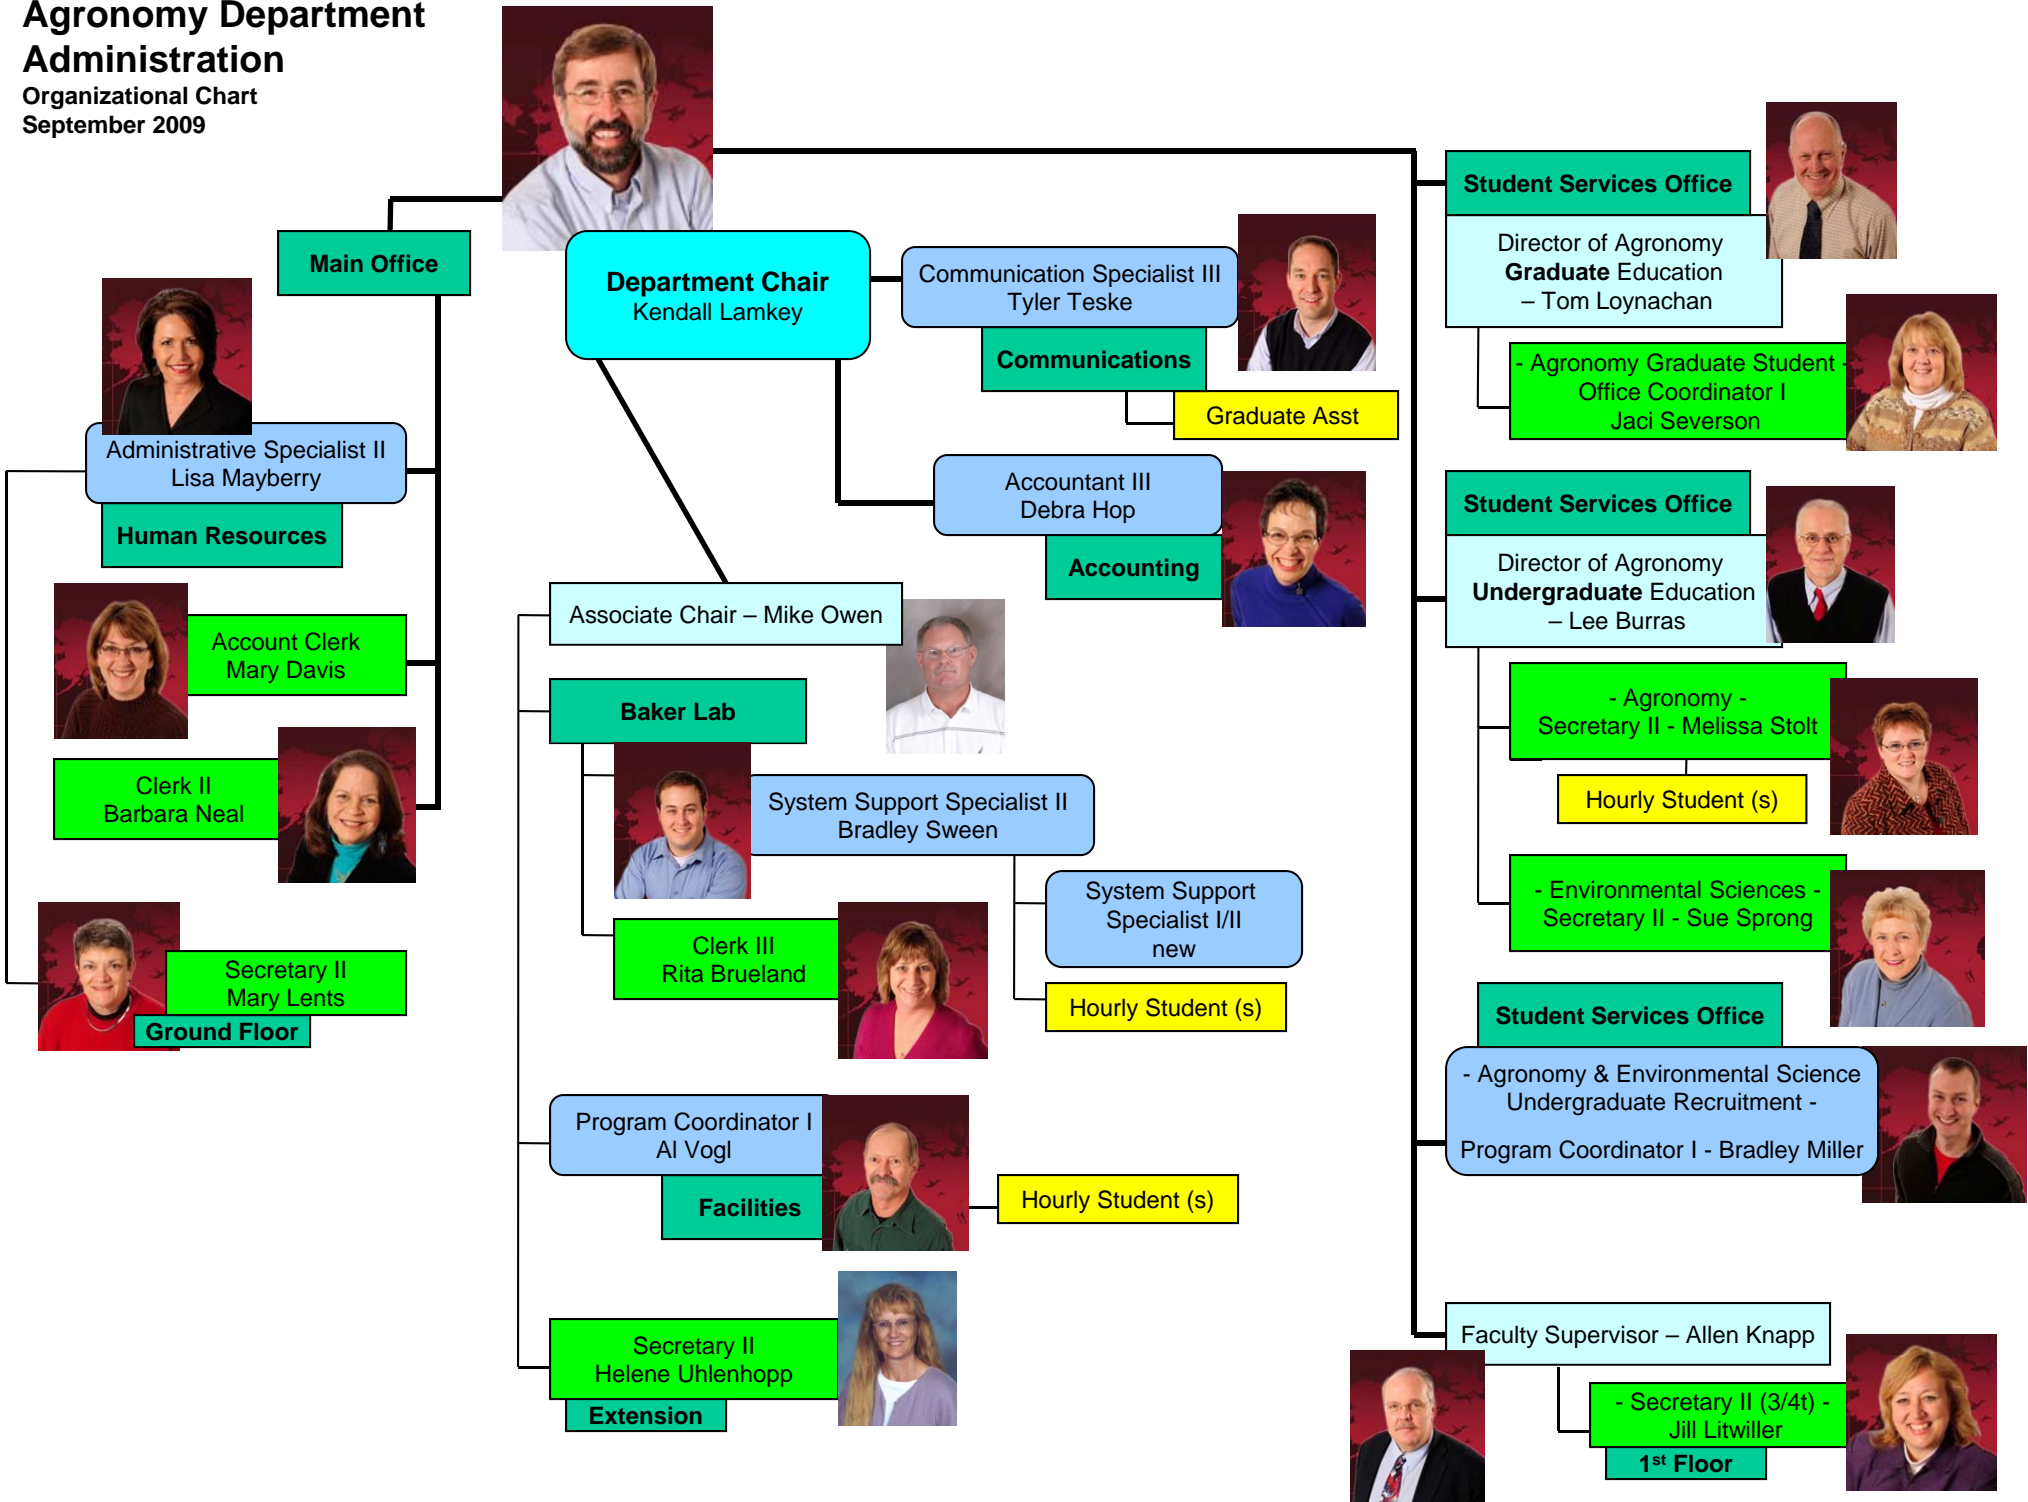 Agronomy Department
Administration
Organizational Chart
September 2009
Main Office
Administrative Specialist II
Lisa Mayberry
Human Resources
Account Clerk
Mary Davis
Clerk II
Barbara Neal
Secretary II
Mary Lents
Ground Floor
Department Chair
Kendall Lamkey
Communication Specialist III
Tyler Teske
Communications
Graduate Asst
Accountant III
Debra Hop
Accounting
Associate Chair – Mike Owen
Baker Lab
System Support Specialist II
Bradley Sween
System Support
Specialist I/II
new
Hourly Student (s)
Clerk III
Rita Brueland
Program Coordinator I
Al Vogl
Facilities
Hourly Student (s)
Secretary II
Helene Uhlenhopp
Extension
Student Services Office
Director of Agronomy
Graduate Education
– Tom Loynachan
- Agronomy Graduate Student -
Office Coordinator I
Jaci Severson
Student Services Office
Director of Agronomy
Undergraduate Education
– Lee Burras
- Agronomy -
Secretary II - Melissa Stolt
Hourly Student (s)
- Environmental Sciences -
Secretary II - Sue Sprong
Student Services Office
- Agronomy & Environmental Science
Undergraduate Recruitment -
Program Coordinator I - Bradley Miller
Faculty Supervisor – Allen Knapp
- Secretary II (3/4t) -
Jill Litwiller
1st Floor